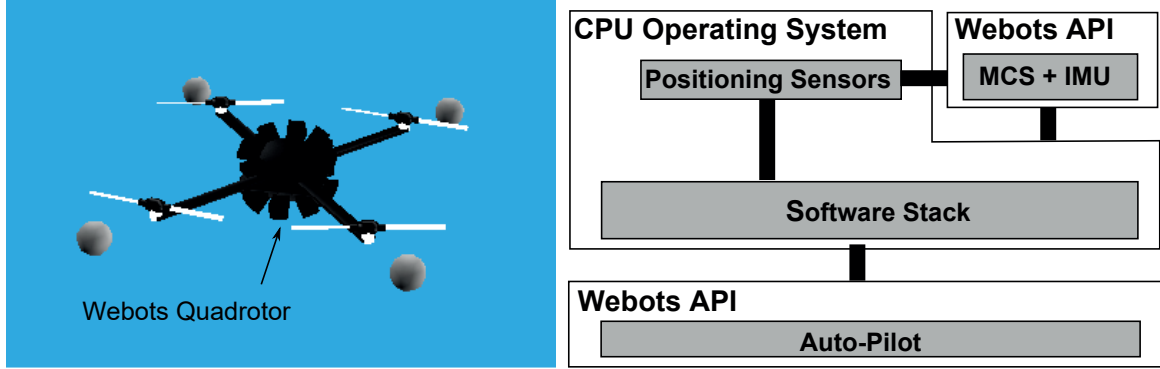 Webots Quadrotor
CPU Operating System
Webots API
Positioning Sensors
MCS + IMU
Software Stack
Webots API
Auto-Pilot